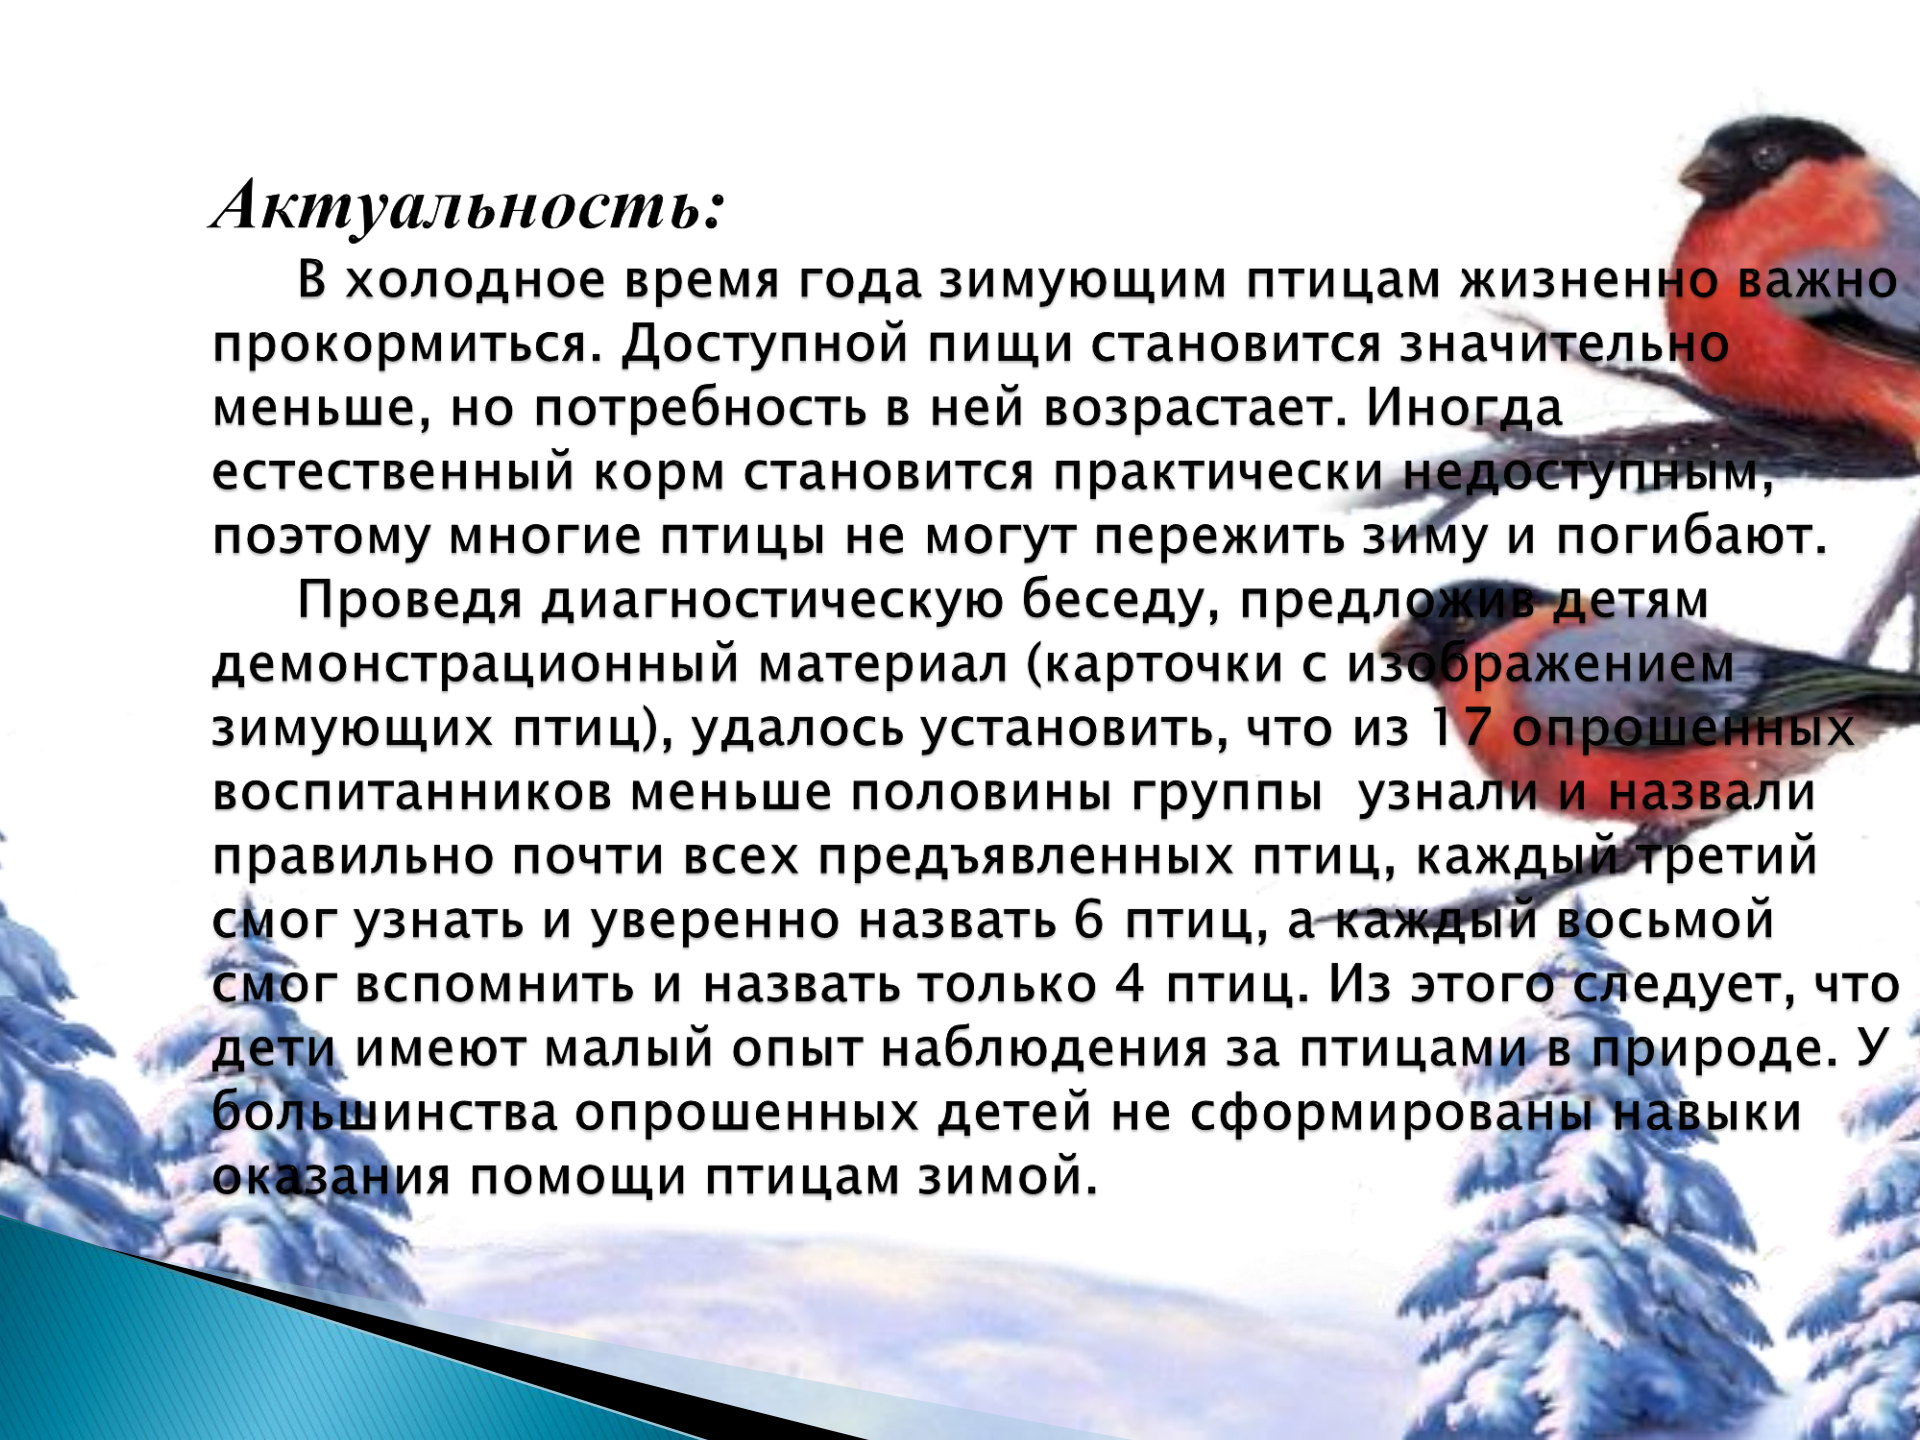 Актуальность:
В холодное время года зимующим птицам жизненно важно
прокормиться. Доступной пищи становится значительно
меньше, но потребность в ней возрастает. Иногда
естественный корм становится практически недоступным,
поэтому многие птицы не могут пережить зиму и погибают.
Проведя диагностическую беседу, предложив детям
демонстрационный материал (карточки с изображением
зимующих птиц), удалось установить, что из 17 опрошенных
воспитанников меньше половины группы  узнали и назвали
правильно почти всех предъявленных птиц, каждый третий
смог узнать и уверенно назвать 6 птиц, а каждый восьмой
смог вспомнить и назвать только 4 птиц. Из этого следует, что
дети имеют малый опыт наблюдения за птицами в природе. У
большинства опрошенных детей не сформированы навыки
оказания помощи птицам зимой.